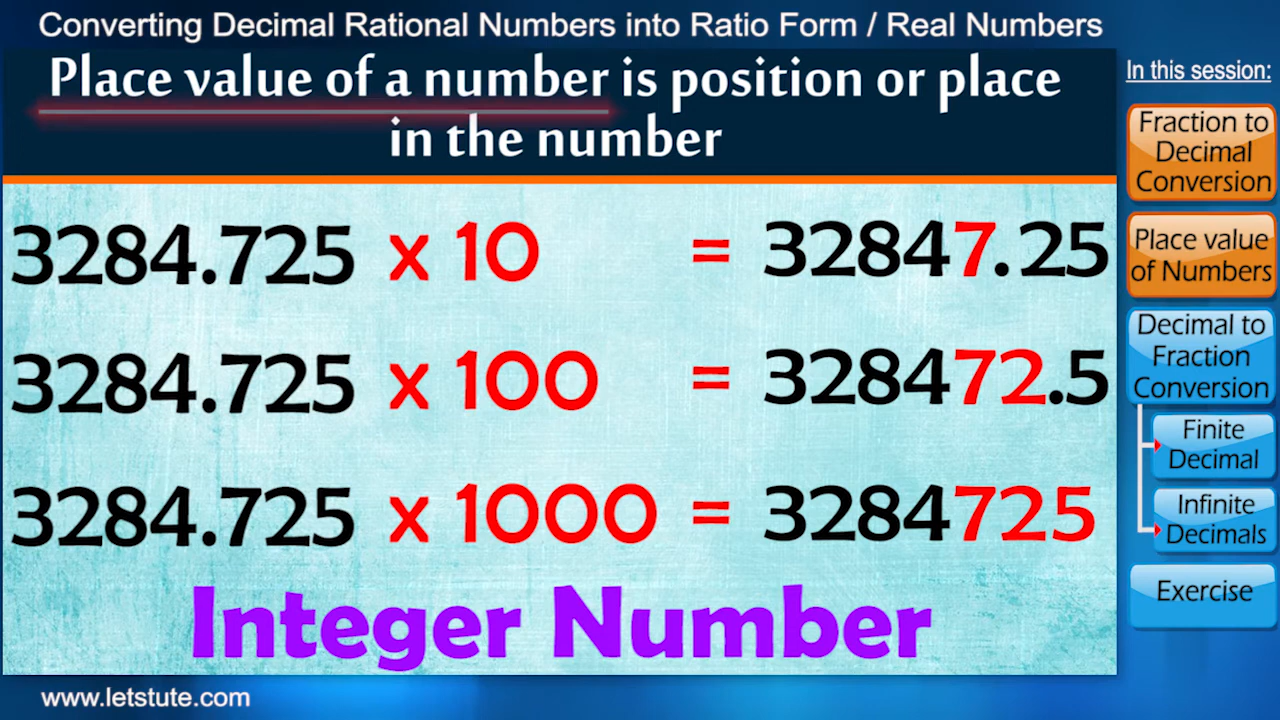 Converting Decimal Rational Numbers into Ratio Form / Real Numbers
Place value of a number is position or place
in the number
3284.725 x 10 = 32847.25
3284.725 x 100 = 328472.5
3284.725 x 1000 = 3284725
Integer Number
In this session:
Fraction to
Decimal
Conversion
Place value
of Numbers
Decimal to
Fraction
Conversion
Finite
Decimal
Infinite
Decimals
Exercise
www.letstute.com